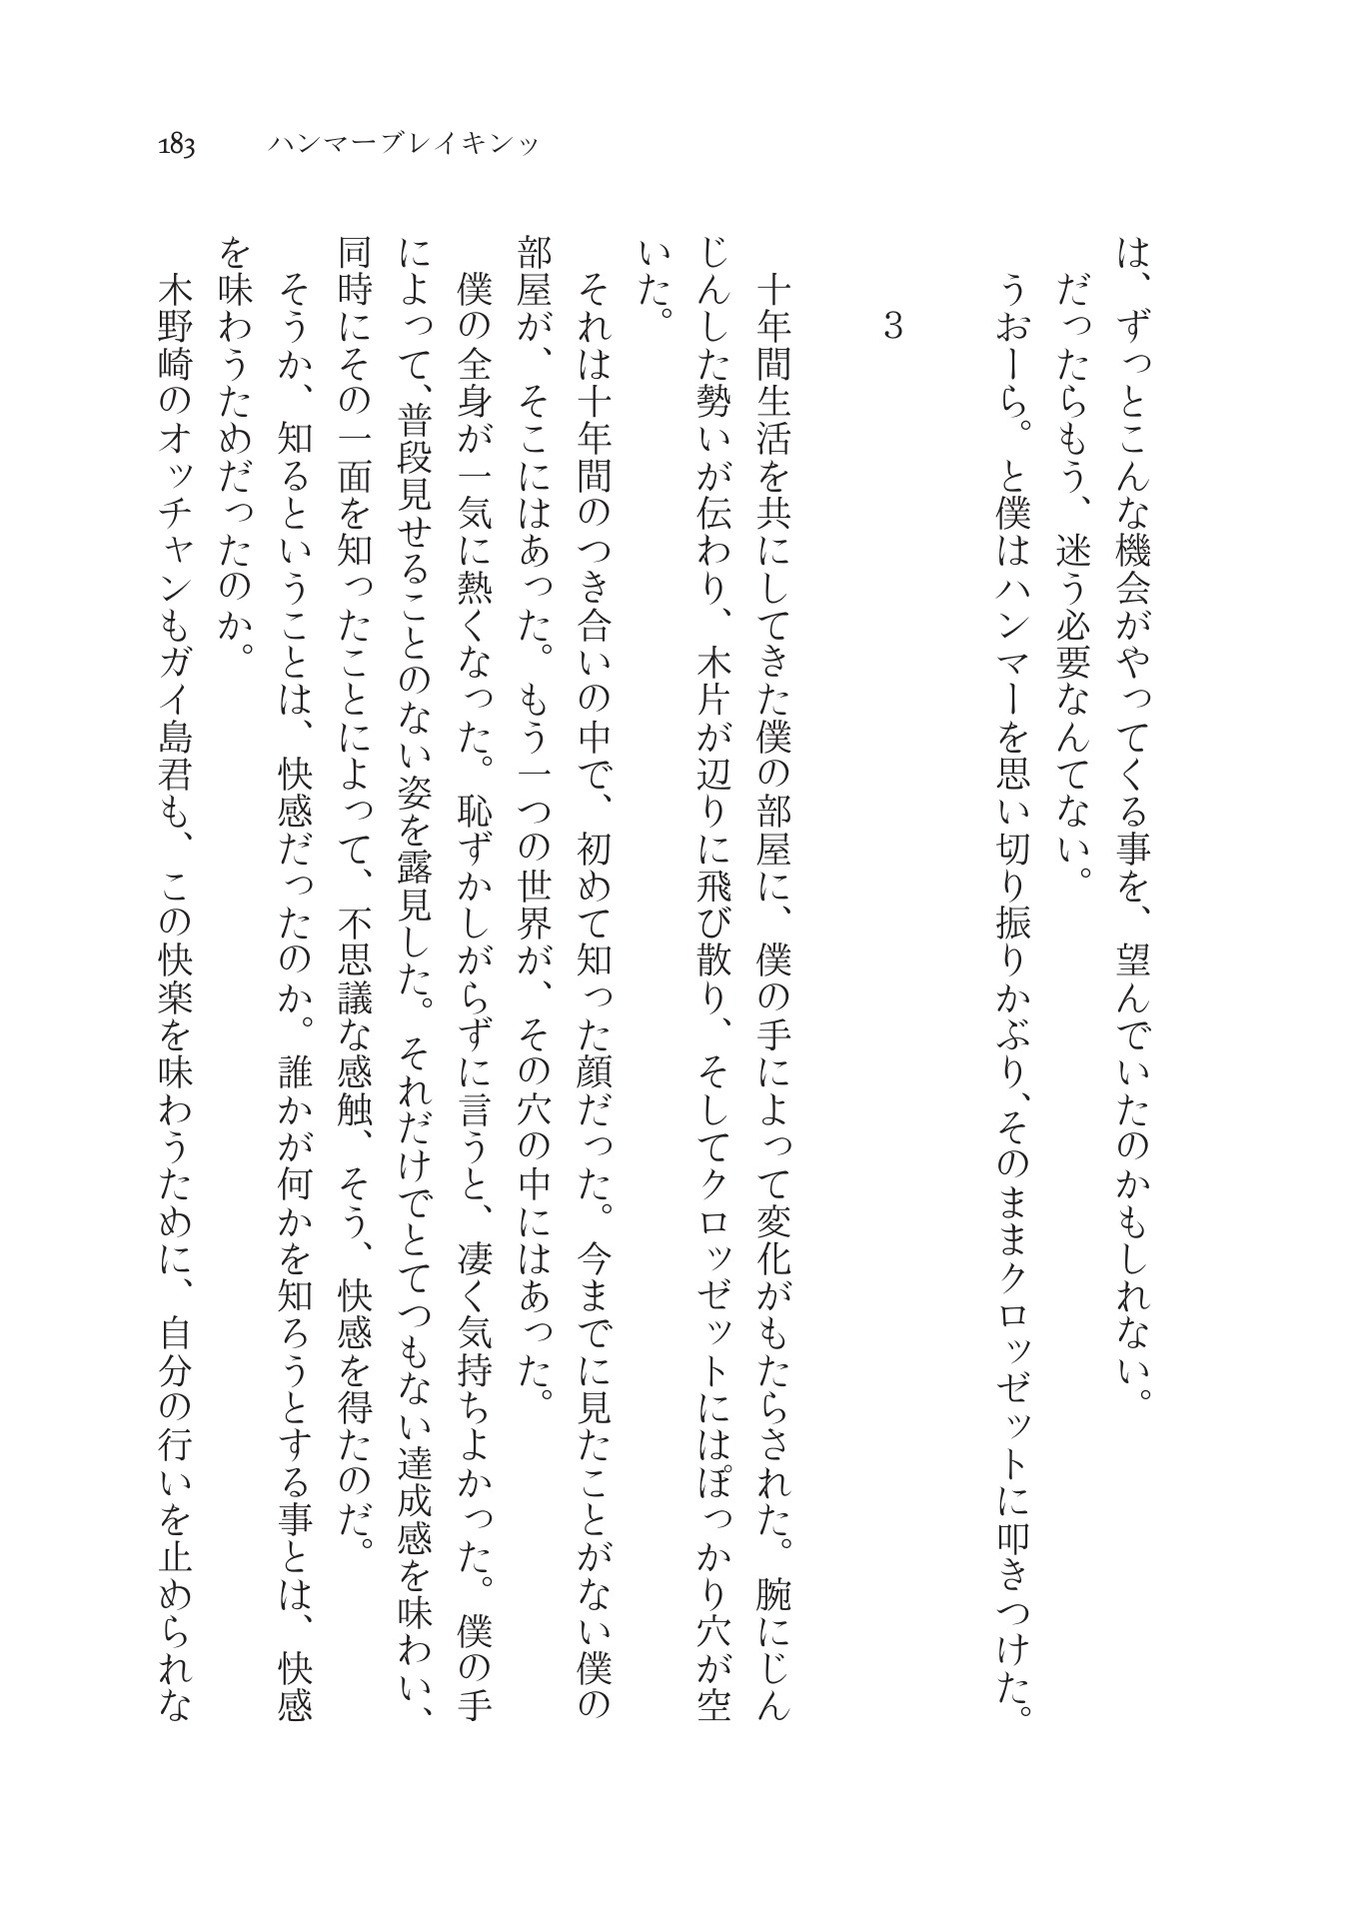 183　ハンマーブレイキンッ
は、ずっとこんな機会がやってくる事を、望んでいたのかもしれない。
　だったらもう、迷う必要なんてない。
　うおーら。と僕はハンマーを思い切り振りかぶり、そのままクロッゼットに叩きつけた。
3
　十年間生活を共にしてきた僕の部屋に、僕の手によって変化がもたらされた。腕にじん
じんした勢いが伝わり、木片が辺りに飛び散り、そしてクロッゼットにはぽっかり穴が空
いた。
　それは十年間のつき合いの中で、初めて知った顔だった。今までに見たことがない僕の
部屋が、そこにはあった。もう一つの世界が、その穴の中にはあった。
　僕の全身が一気に熱くなった。恥ずかしがらずに言うと、凄く気持ちよかった。僕の手
によって、普段見せることのない姿を露見した。それだけでとてつもない達成感を味わい、
同時にその一面を知ったことによって、不思議な感触、そう、快感を得たのだ。
　そうか、知るということは、快感だったのか。誰かが何かを知ろうとする事とは、快感
を味わうためだったのか。
　木野崎のオッチャンもガイ島君も、この快楽を味わうために、自分の行いを止められな